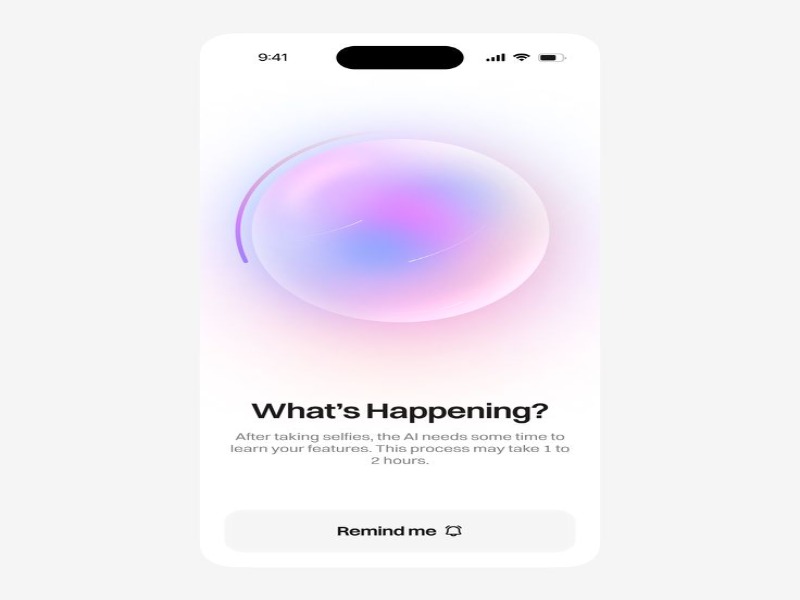 9:41
What’s Happening?
After taking selfies, the AI needs some time to
learn your features. This process may take 1 to
2 hours.
Remind me